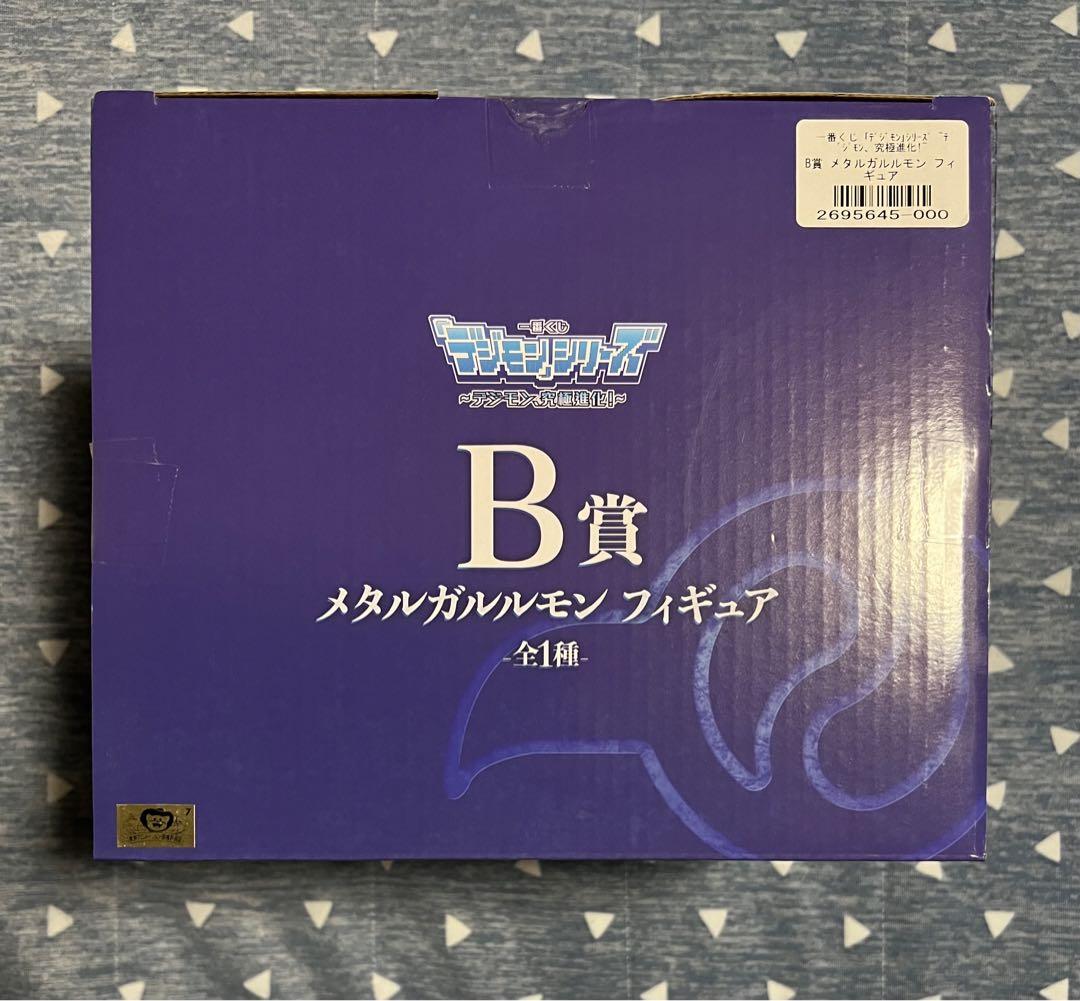 一番くじ「デジモン」シリーズ ~デ
ジモン、究極進化!~
B賞 メタルガルルモン フィ
ギュア
2695645-000
一番くじ
「デジモン」シリーズ
~デジモン、究極進化!~
B賞
メタルガルルモン フィギュア
-全1種-
7